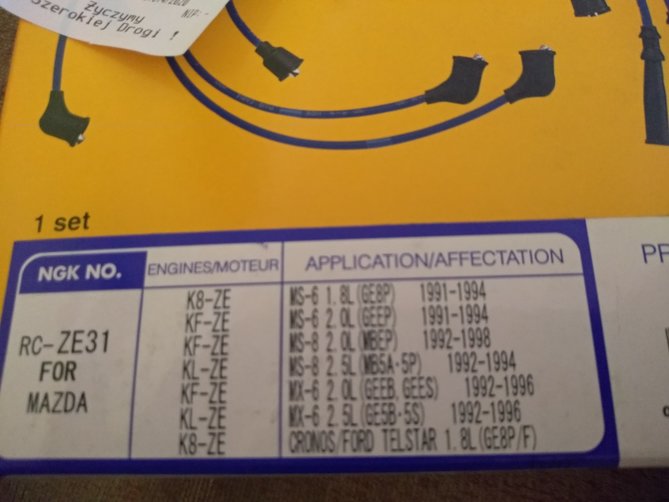 Życzymy
Szerokiej Drogi !
NIP: -
1 set
NGK NO.
ENGINES/MOTEUR
APPLICATION/AFFECTATION
RC-ZE31
FOR
MAZDA
K8-ZE MS-6 1.8L(GE8P) 1991-1994
KF-ZE MS-6 2.0L(GEEP) 1991-1994
KF-ZE MS-8 2.0L(MBEP) 1992-1998
KL-ZE MS-8 2.5L(MB5A·5P) 1992-1994
KF-ZE MX-6 2.0L(GEEB,GEES) 1992-1996
KL-ZE MX-6 2.5L(GE5B·5S) 1992-1996
K8-ZE CRONOS/FORD TELSTAR 1.8L(GE8P/F)
PF